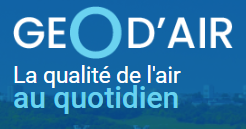 GEOD'AIR
La qualité de l'air
au quotidien